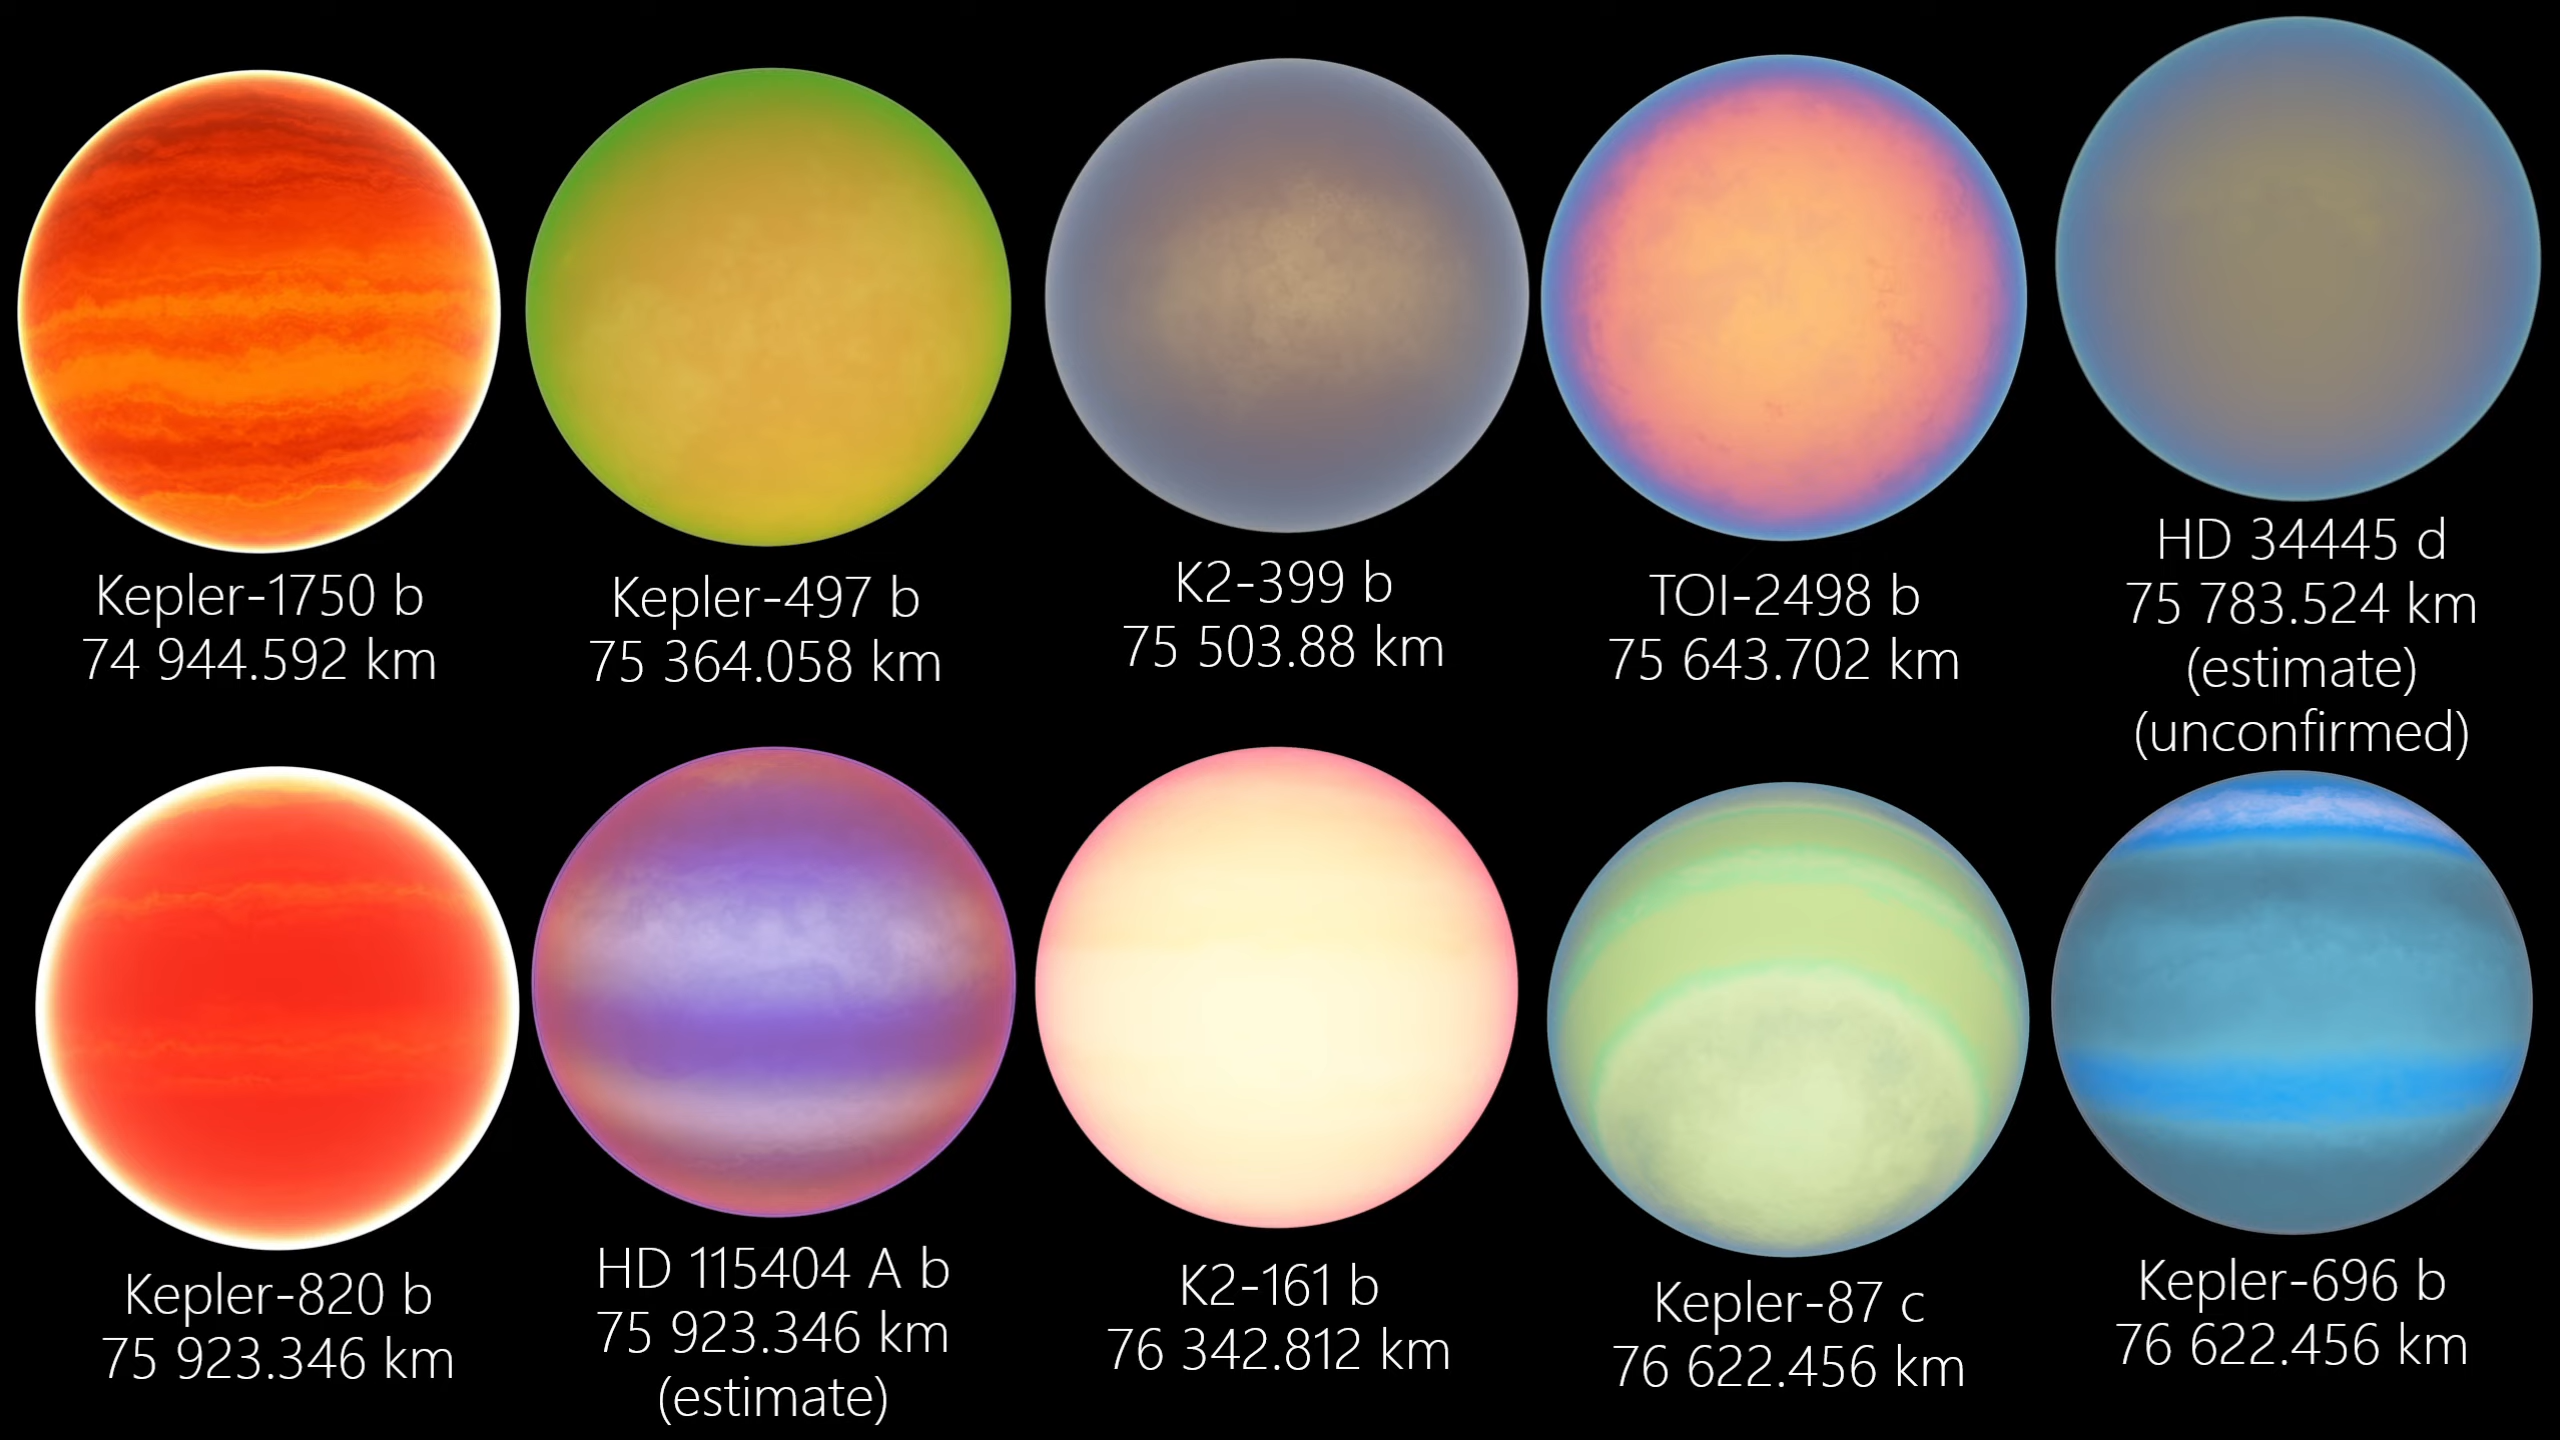 Kepler-1750 b
74 944.592 km
Kepler-497 b
75 364.058 km
K2-399 b
75 503.88 km
TOI-2498 b
75 643.702 km
HD 34445 d
75 783.524 km
(estimate)
(unconfirmed)
Kepler-820 b
75 923.346 km
HD 115404 A b
75 923.346 km
(estimate)
K2-161 b
76 342.812 km
Kepler-87 c
76 622.456 km
Kepler-696 b
76 622.456 km